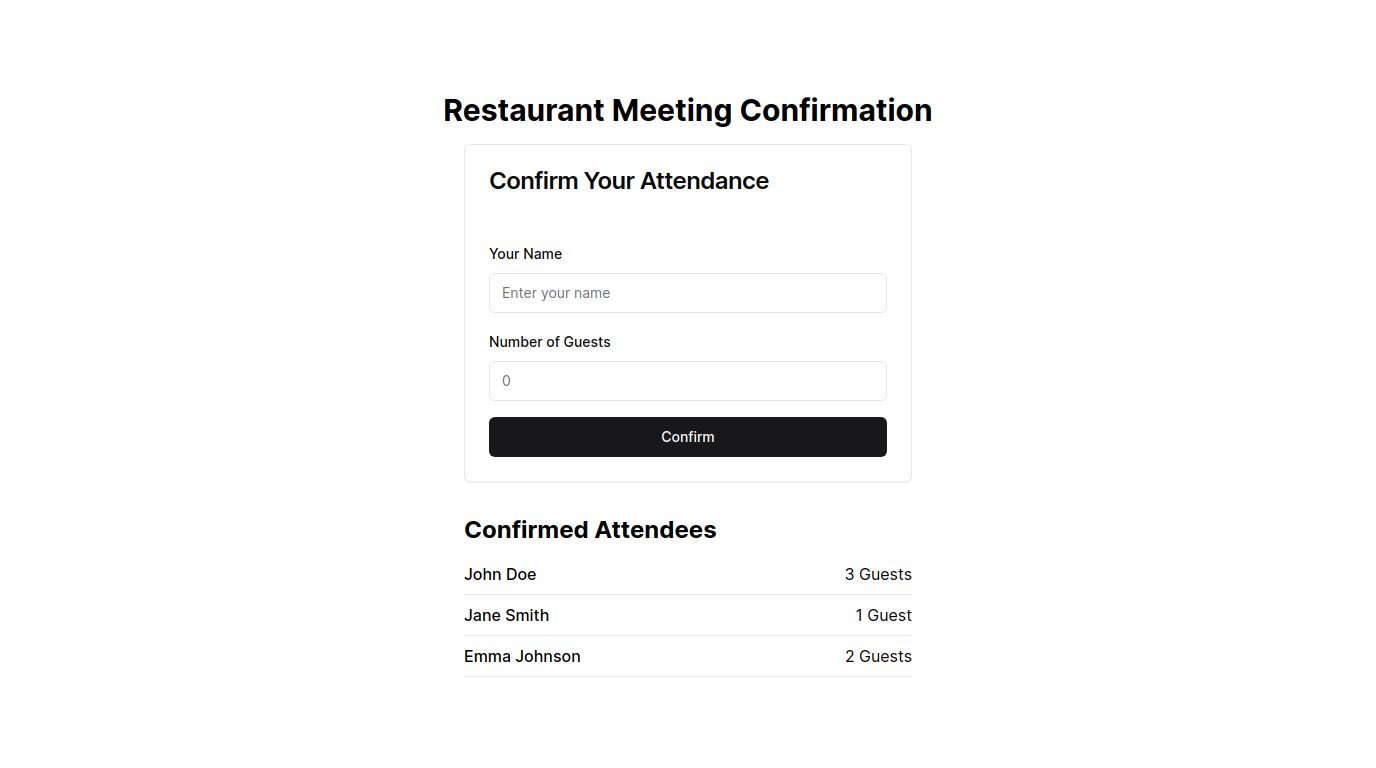 Restaurant Meeting Confirmation
Confirm Your Attendance
Your Name
Enter your name
Number of Guests
0
Confirm
Confirmed Attendees
John Doe 3 Guests
Jane Smith 1 Guest
Emma Johnson 2 Guests